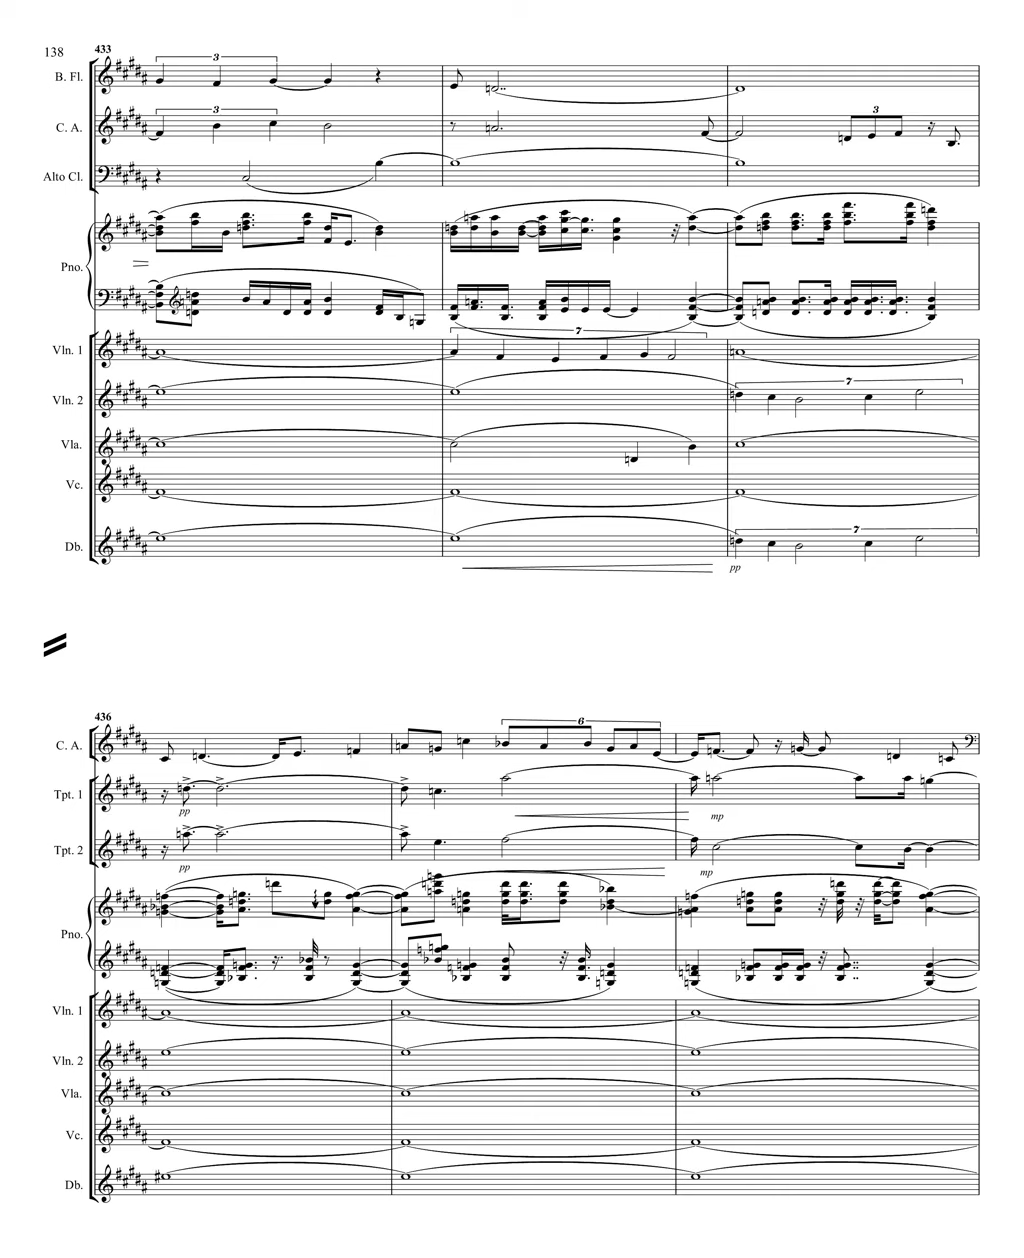 138
433
3
B. Fl.
3
3
C. A.
Alto Cl.
Pno.
7
Vln. 1
7
Vln. 2
Vla.
Vc.
7
Db.
pp
436
6
C. A.
Tpt. 1
pp
mp
Tpt. 2
pp
mp
Pno.
Vln. 1
Vln. 2
Vla.
Vc.
Db.